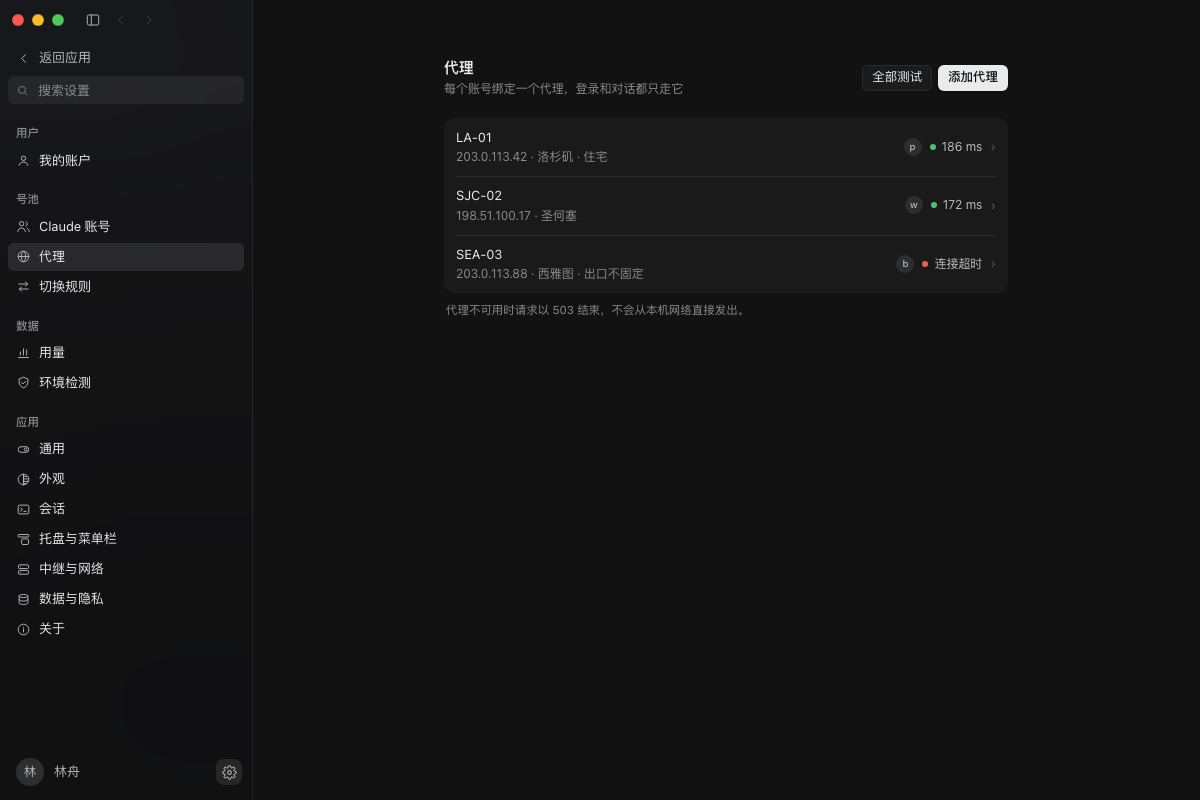 返回应用
搜索设置
用户
我的账户
号池
Claude 账号
代理
切换规则
数据
用量
环境检测
应用
通用
外观
会话
托盘与菜单栏
中继与网络
数据与隐私
关于
林 林舟
代理
每个账号绑定一个代理，登录和对话都只走它
全部测试 添加代理
LA-01
203.0.113.42 · 洛杉矶 · 住宅
p 186 ms
SJC-02
198.51.100.17 · 圣何塞
w 172 ms
SEA-03
203.0.113.88 · 西雅图 · 出口不固定
b 连接超时
代理不可用时请求以 503 结束，不会从本机网络直接发出。